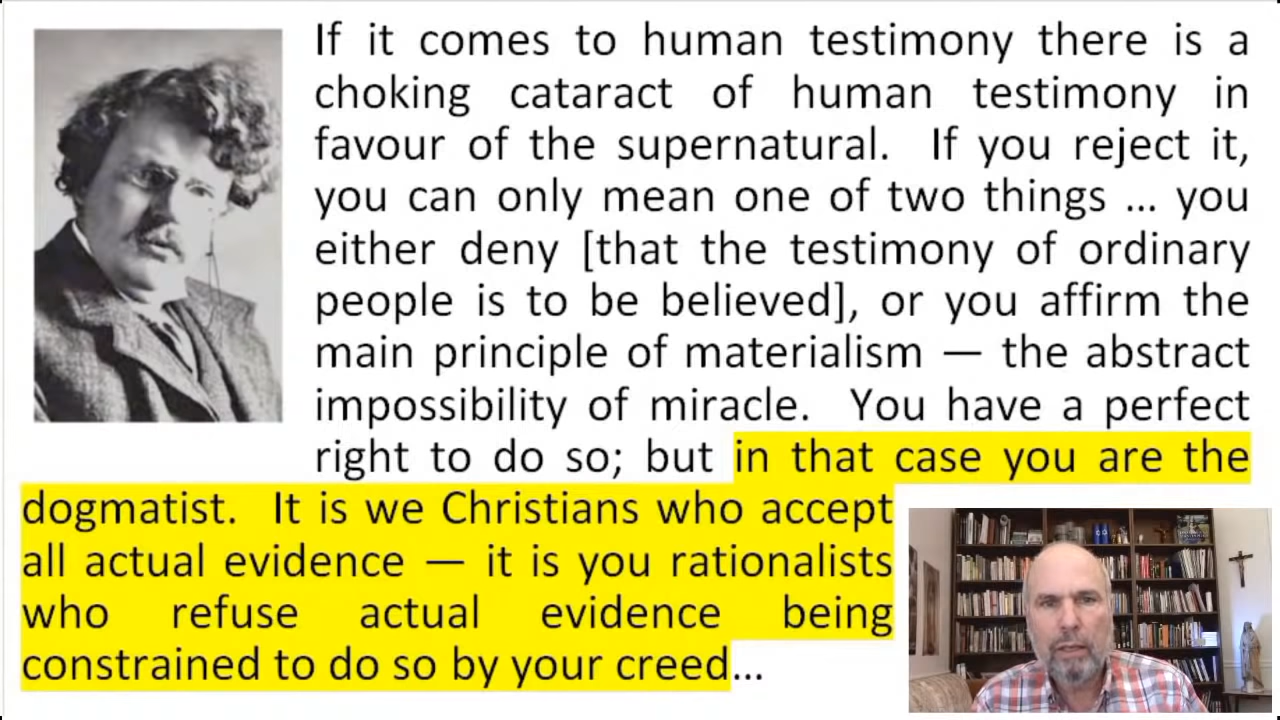 If it comes to human testimony there is a
choking cataract of human testimony in
favour of the supernatural. If you reject it,
you can only mean one of two things ... you
either deny [that the testimony of ordinary
people is to be believed], or you affirm the
main principle of materialism — the abstract
impossibility of miracle. You have a perfect
right to do so; but in that case you are the
dogmatist. It is we Christians who accept
all actual evidence — it is you rationalists
who refuse actual evidence being
constrained to do so by your creed...